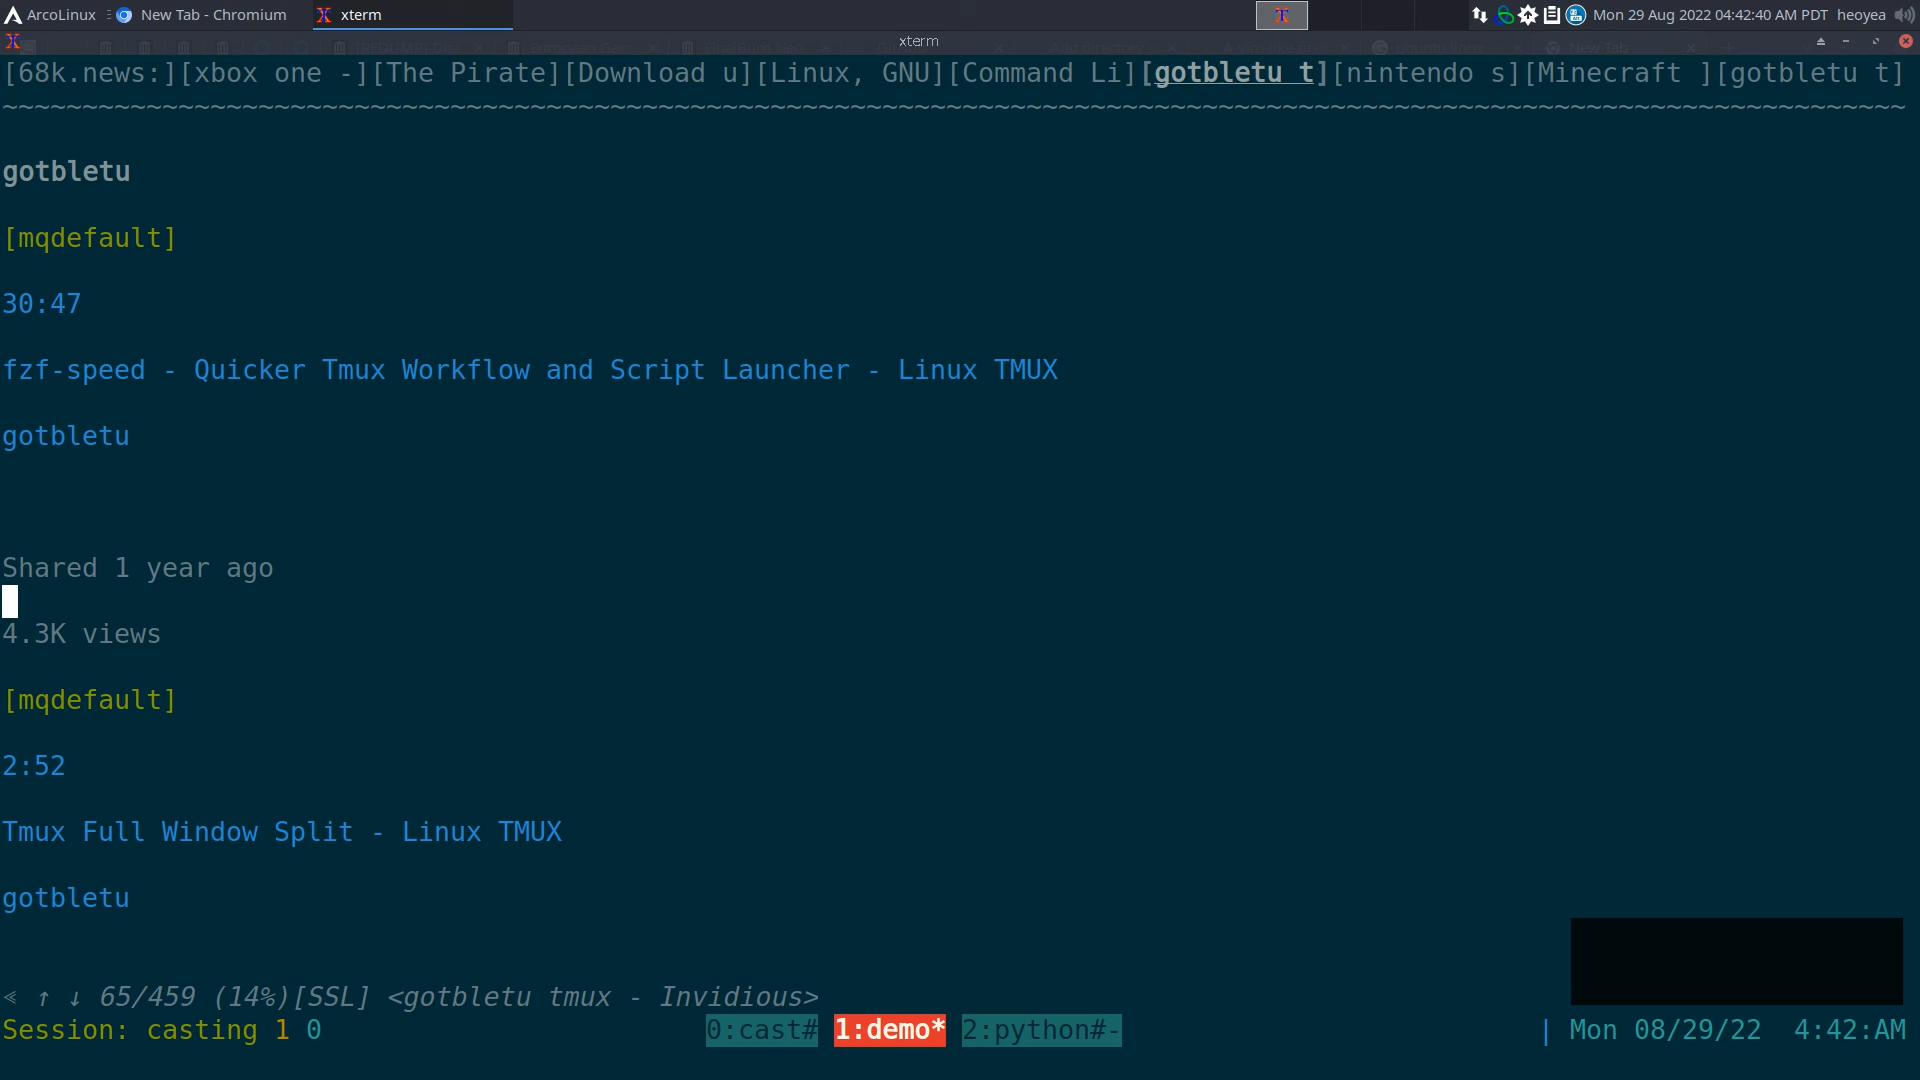 ArcoLinux New Tab - Chromium xterm Mon 29 Aug 2022 04:42:40 AM PDT heoyea
xterm
[68k.news:][xbox one -][The Pirate][Download u][Linux, GNU][Command Li][gotbletu t][nintendo s][Minecraft ][gotbletu t]
~~~~~~~~~~~~~~~~~~~~~~~~~~~~~~~~~~~~~~~~~~~~~~~~~~~~~~~~~~~~~~~~~~~~~~~~~~~~~~~~~~~~~~~~~~~~~~~~~~~~~~~~~~~~~~~~~~~~~~~
gotbletu
[mqdefault]
30:47
fzf-speed - Quicker Tmux Workflow and Script Launcher - Linux TMUX
gotbletu
Shared 1 year ago
4.3K views
[mqdefault]
2:52
Tmux Full Window Split - Linux TMUX
gotbletu
⋖ ↑ ↓ 65/459 (14%)[SSL] <gotbletu tmux - Invidious>
Session: casting 1 0 0:cast# 1:demo* 2:python#- | Mon 08/29/22 4:42:AM